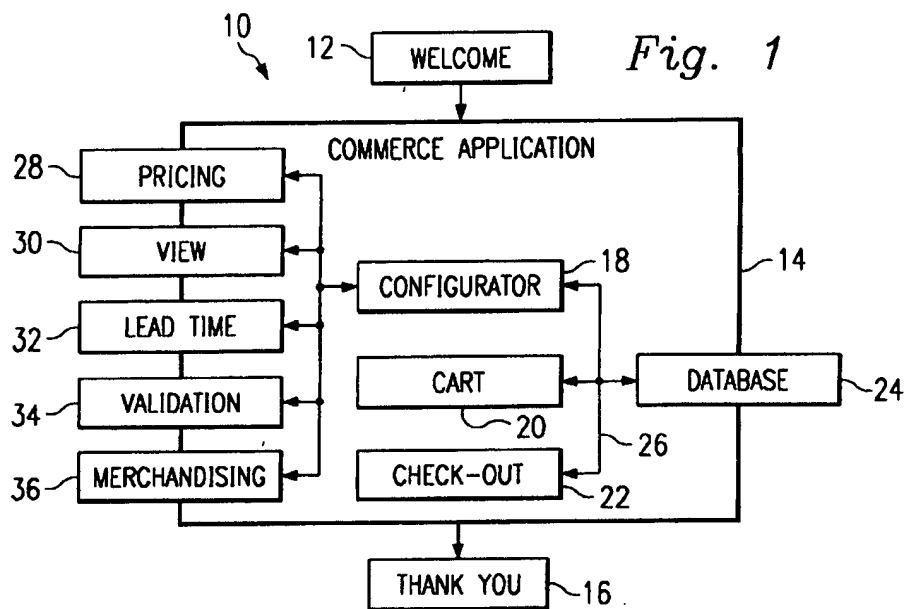 10
12
WELCOME
Fig. 1
COMMERCE APPLICATION
28
PRICING
30
VIEW
18
14
CONFIGURATOR
32
LEAD TIME
CART
DATABASE
34
VALIDATION
20
26
24
36
MERCHANDISING
CHECK-OUT
22
THANK YOU
16